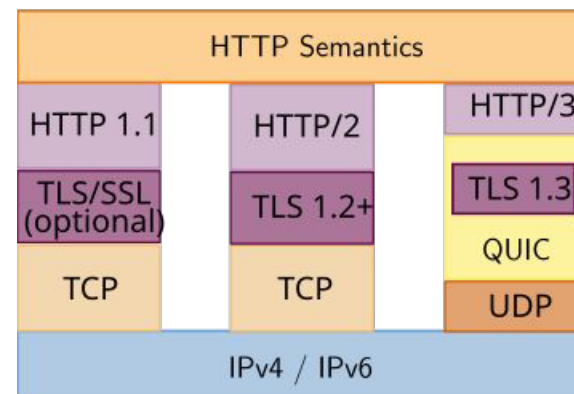 HTTP Semantics
HTTP 1.1
TLS/SSL
(optional)
TCP
HTTP/2
TLS 1.2+
TCP
HTTP/3
TLS 1.3
QUIC
UDP
IPv4 / IPv6